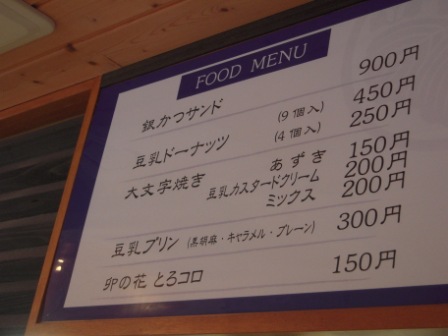 FOOD MENU
銀かつサンド 900円
豆乳ドーナッツ (9個入) 450円
(4個入) 250円
大文字焼き あずき 150円
豆乳カスタードクリーム 200円
ミックス 200円
豆乳プリン (黒胡麻・キャラメル・プレーン) 300円
卯の花 とろコロ 150円